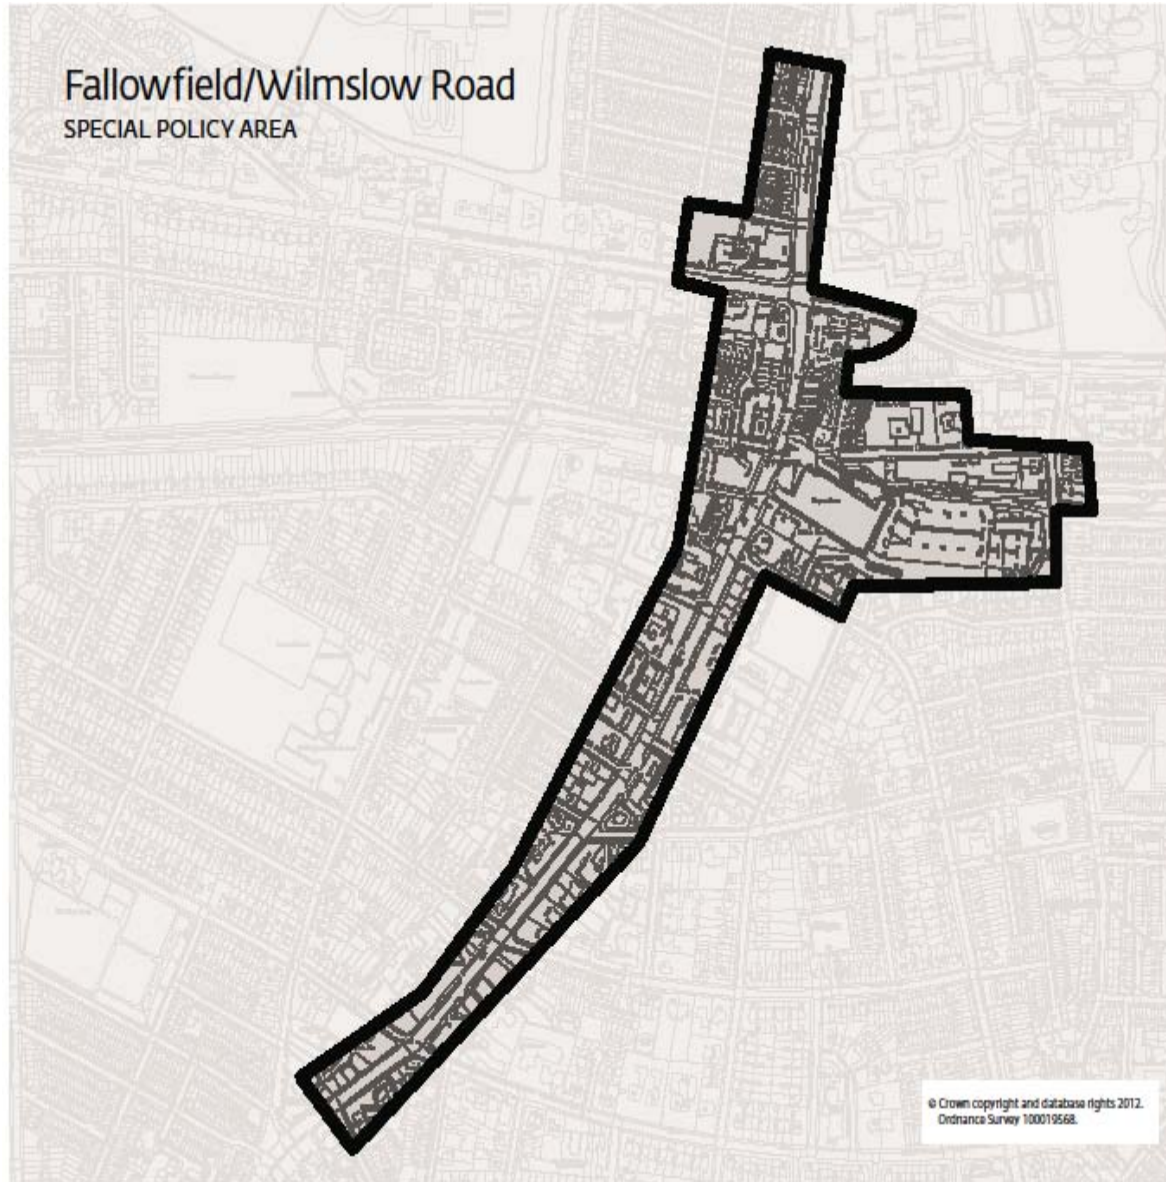 Fallowfield/Wilmslow Road
SPECIAL POLICY AREA
© Crown copyright and database rights 2012.
Ordnance Survey 100019568.